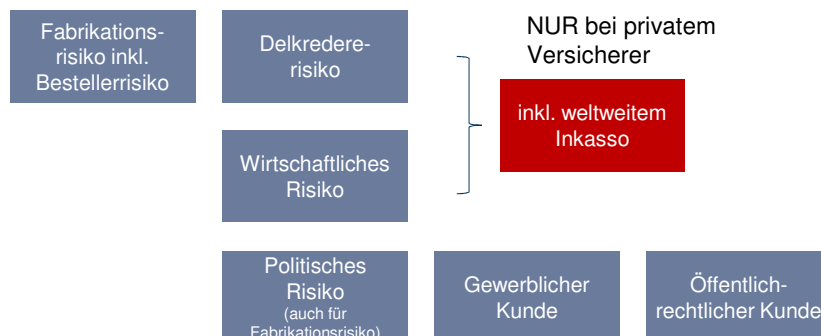 Fabrikations-
risiko inkl.
Bestellerrisiko
Delkredere-
risiko
NUR bei privatem
Versicherer
inkl. weltweitem
Inkasso
Wirtschaftliches
Risiko
Politisches
Risiko
(auch für
Fabrikationsrisiko)
Gewerblicher
Kunde
Öffentlich-
rechtlicher Kunde